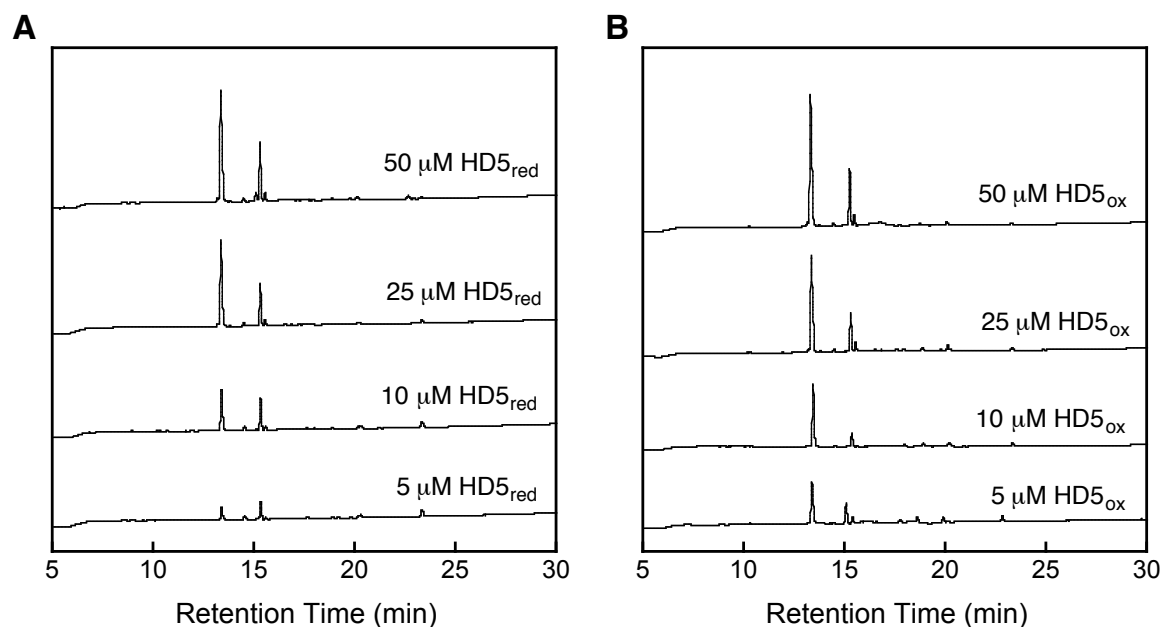 A
50 μM HD5red
25 μM HD5red
10 μM HD5red
5 μM HD5red
5 10 15 20 25 30
Retention Time (min)
B
50 μM HD5ox
25 μM HD5ox
10 μM HD5ox
5 μM HD5ox
5 10 15 20 25 30
Retention Time (min)